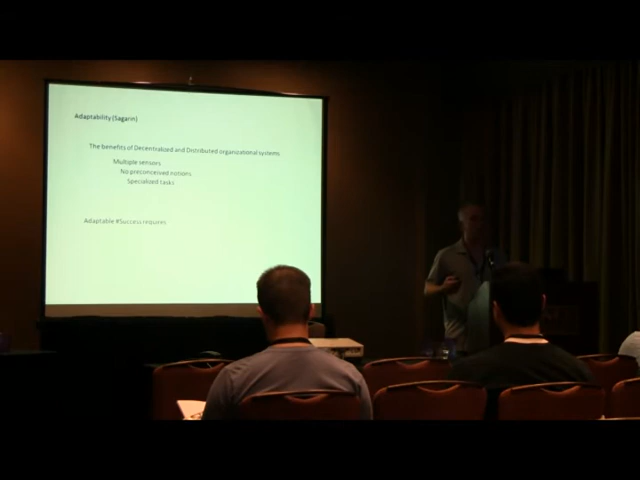 Adaptability (Sagarin)
The benefits of Decentralized and Distributed organizational systems
Multiple sensors
No preconceived notions
Specialized tasks
Adaptable #Success requires